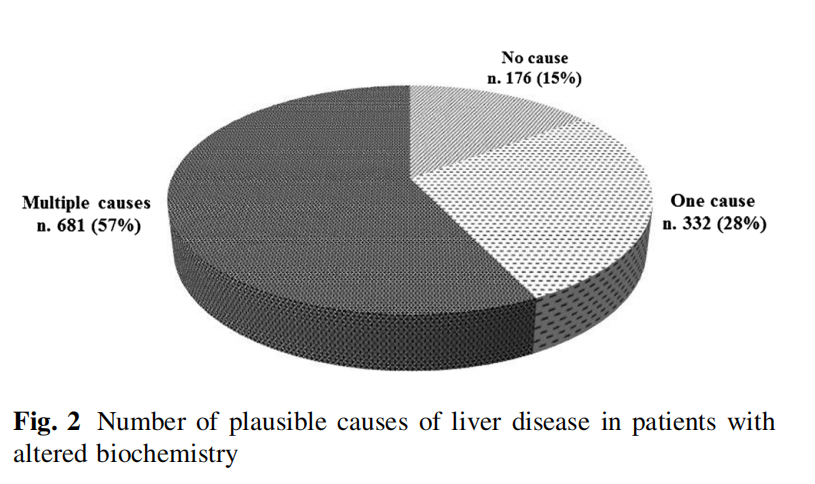 No cause
n. 176 (15%)
Multiple causes
n. 681 (57%)
One cause
n. 332 (28%)
Fig. 2 Number of plausible causes of liver disease in patients with
altered biochemistry